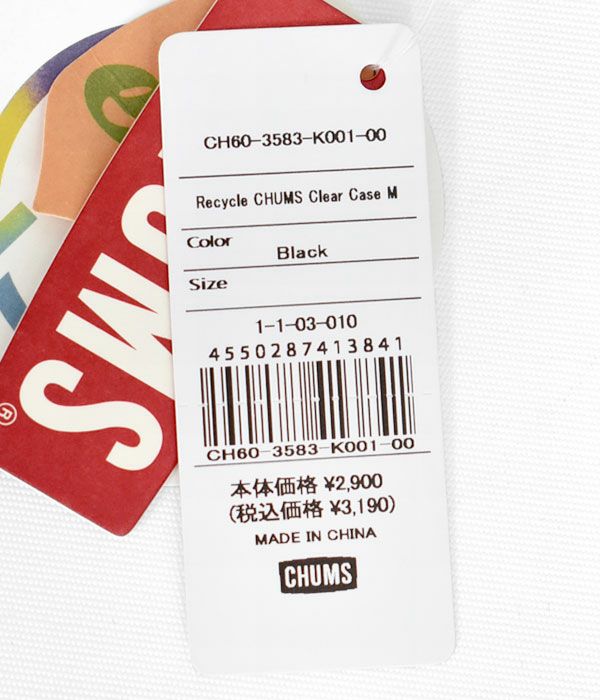 CH60-3583-K001-00
Recycle CHUMS Clear Case M
Color
Black
Size
1-1-03-010
4550287413841
CH60-3583-K001-00
本体価格 ¥2,900
(税込価格 ¥3,190)
MADE IN CHINA
CHUMS
UMS
®